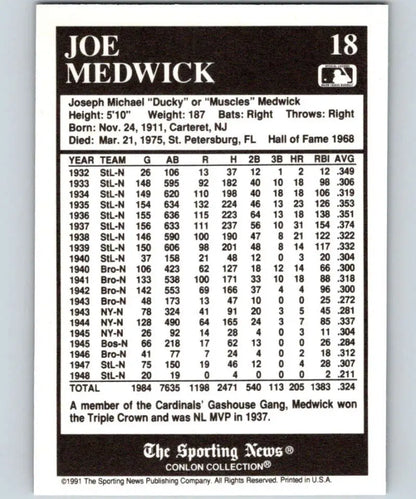 JOE
MEDWICK
18
Joseph Michael "Ducky" or "Muscles" Medwick
Height: 5'10" Weight: 187 Bats: Right Throws: Right
Born: Nov. 24, 1911, Carteret, NJ
Died: Mar. 21, 1975, St. Petersburg, FL Hall of Fame 1968
YEAR TEAM G AB R H 2B 3B HR RBI AVG
1932 StL-N 26 106 13 37 12 1 2 12 .349
1933 StL-N 148 595 92 182 40 10 18 98 .306
1934 StL-N 149 620 110 198 40 18 18 106 .319
1935 StL-N 154 634 132 224 46 13 23 126 .353
1936 StL-N 155 636 115 223 64 13 18 138 .351
1937 StL-N 156 633 111 237 56 10 31 154 .374
1938 StL-N 146 590 100 190 47 8 21 122 .322
1939 StL-N 150 606 98 201 48 8 14 117 .332
1940 StL-N 37 158 21 48 12 0 3 20 .304
1940 Bro-N 106 423 62 127 18 12 14 66 .300
1941 Bro-N 133 538 100 171 33 10 18 88 .318
1942 Bro-N 142 553 69 166 37 4 4 96 .300
1943 Bro-N 48 173 13 47 10 0 0 25 .272
1943 NY-N 78 324 41 91 20 3 5 45 .281
1944 NY-N 128 490 64 165 24 3 7 85 .337
1945 NY-N 26 92 14 28 4 0 3 11 .304
1945 Bos-N 66 218 17 62 13 0 0 26 .284
1946 Bro-N 41 77 7 24 4 0 2 18 .312
1947 StL-N 75 150 19 46 12 0 4 28 .307
1948 StL-N 20 19 0 4 0 0 0 2 .211
TOTAL 1984 7635 1198 2471 540 113 205 1383 .324
A member of the Cardinals' Gashouse Gang, Medwick won
the Triple Crown and was NL MVP in 1937.
The Sporting News®
CONLON COLLECTION®
©1991 The Sporting News Publishing Company. All Rights Reserved. Printed in U.S.A.